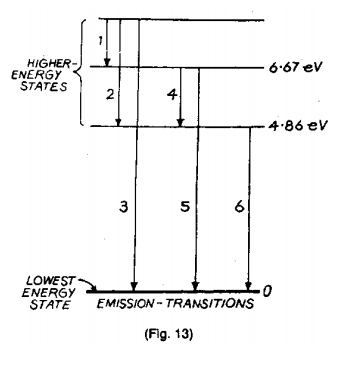 1
HIGHER-
ENERGY
STATES
6.67 eV
2
4
4.86 eV
3
5
6
LOWEST
ENERGY
STATE
0
EMISSION-TRANSITIONS
(Fig. 13)